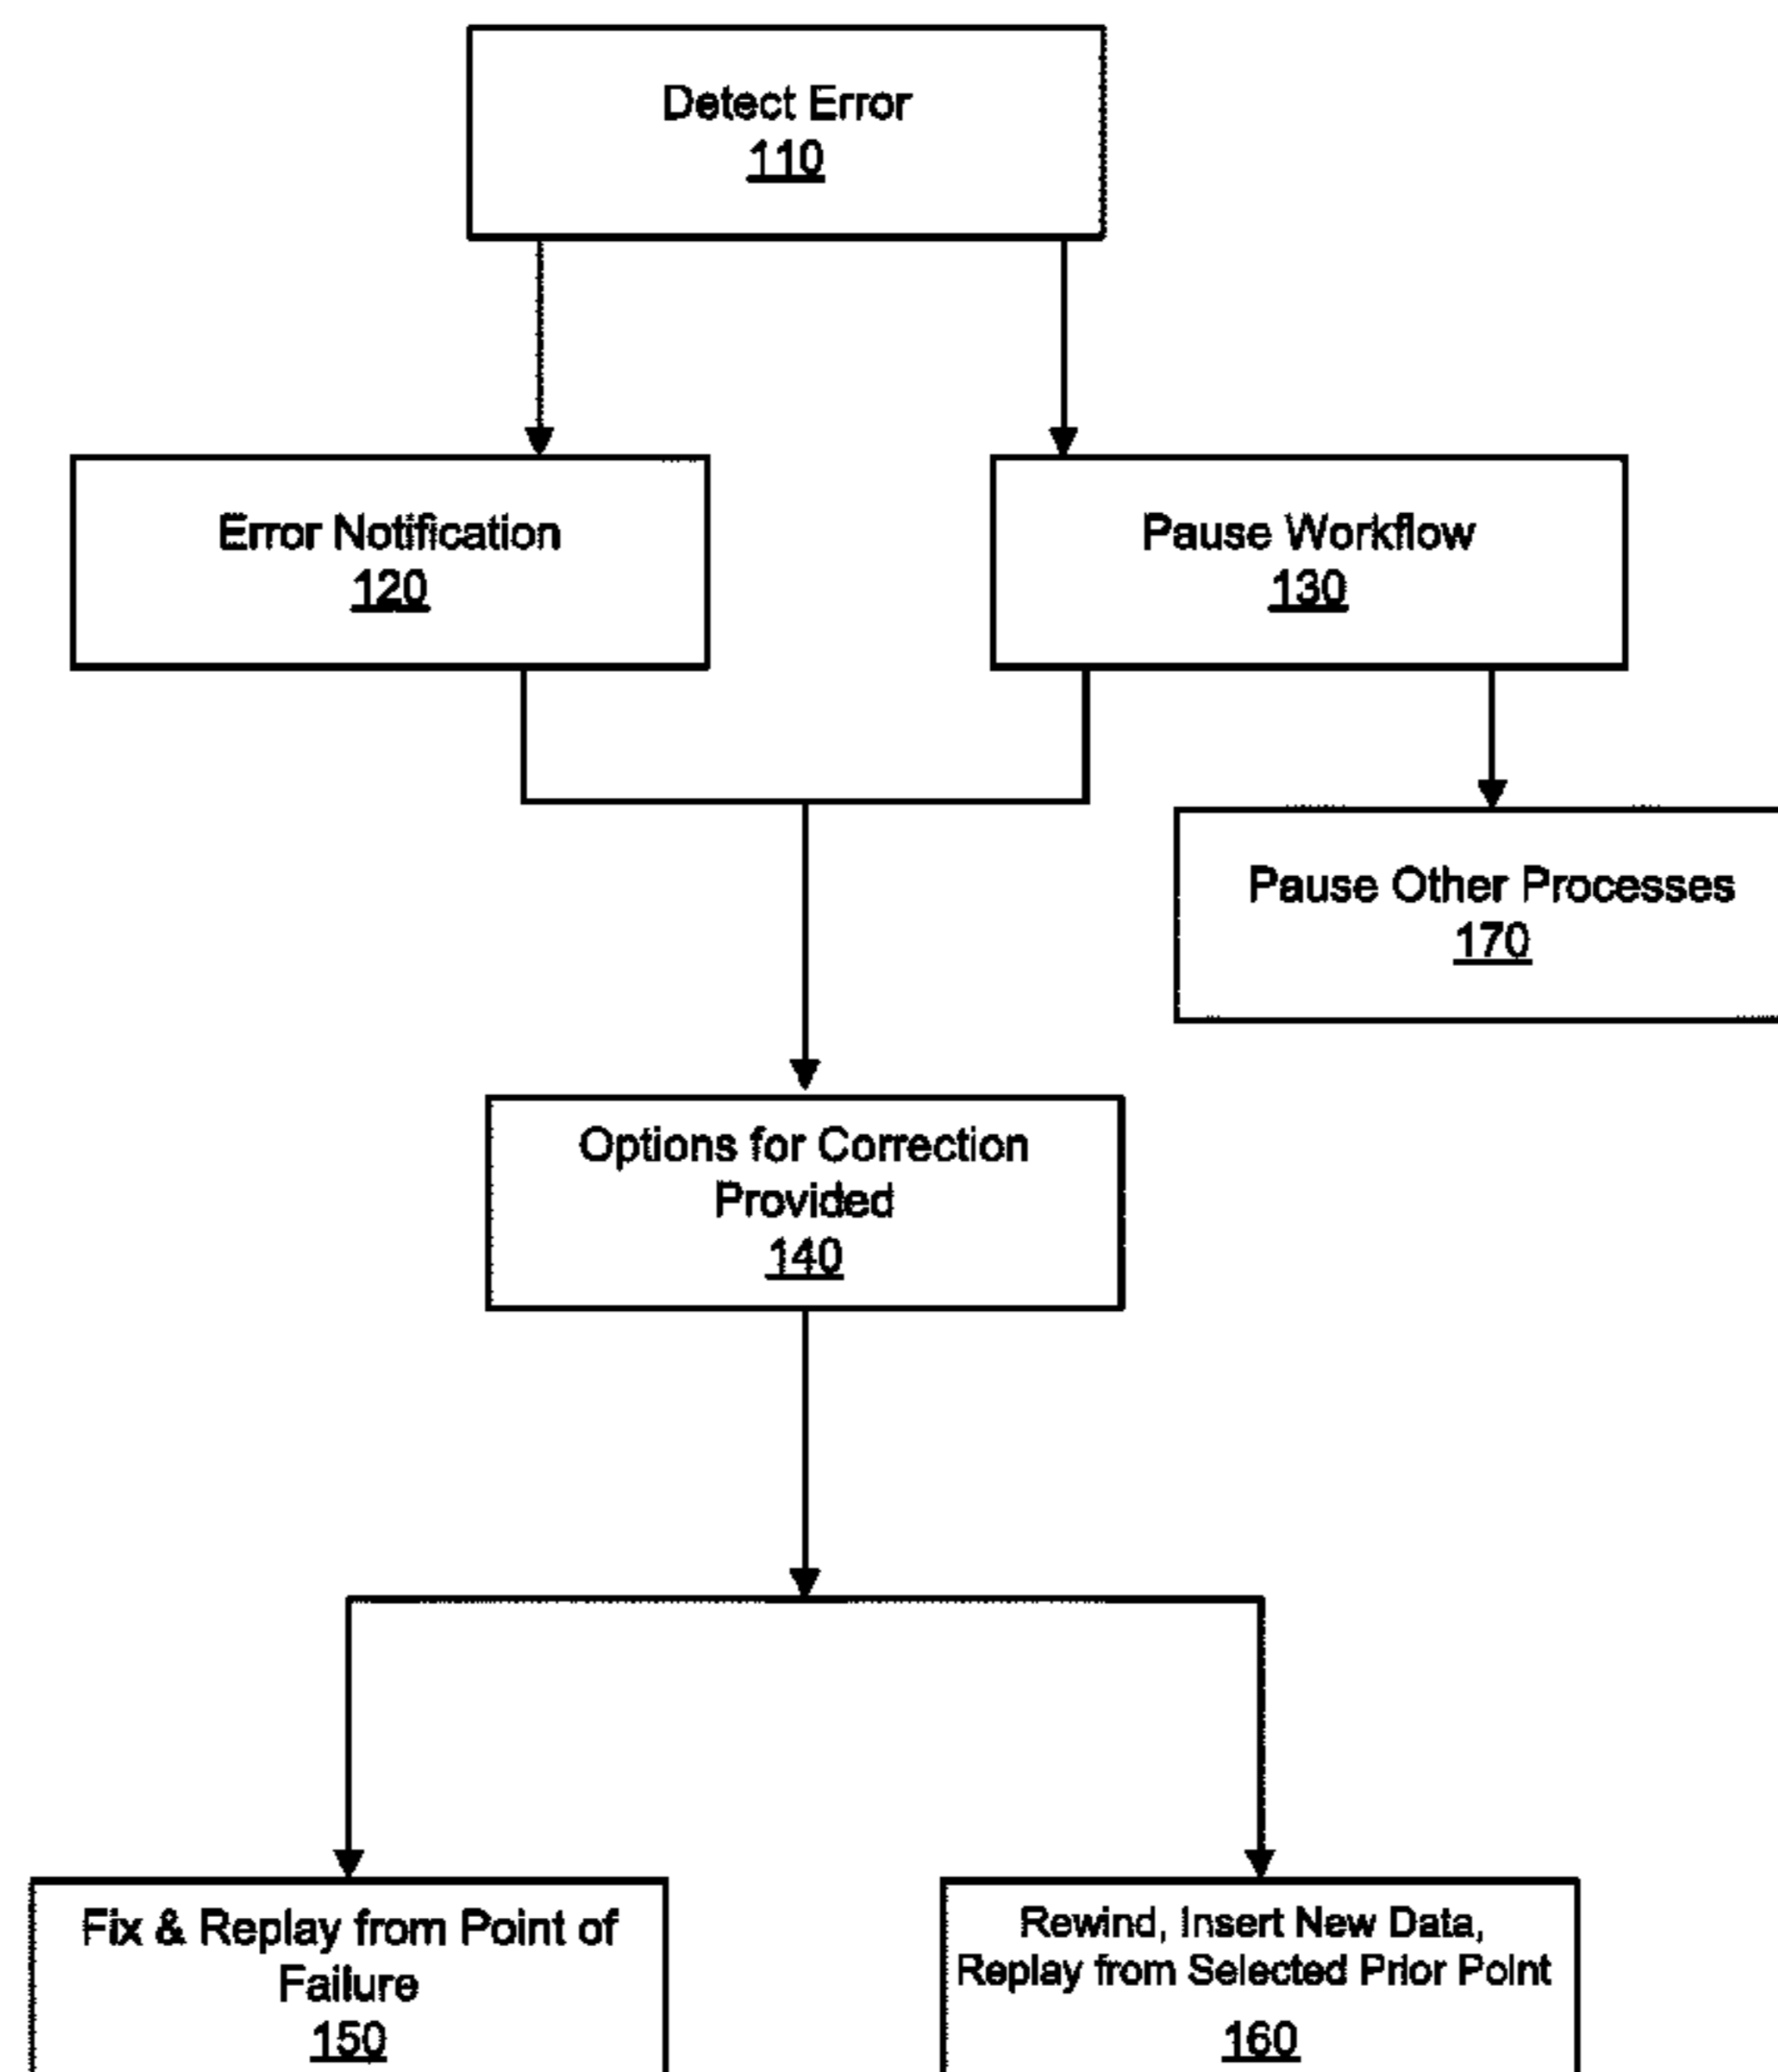 Detect Error
110
Error Notification
120
Pause Workflow
130
Pause Other Processes
170
Options for Correction
Provided
140
Fix & Replay from Point of
Failure
150
Rewind, Insert New Data,
Replay from Selected Prior Point
160